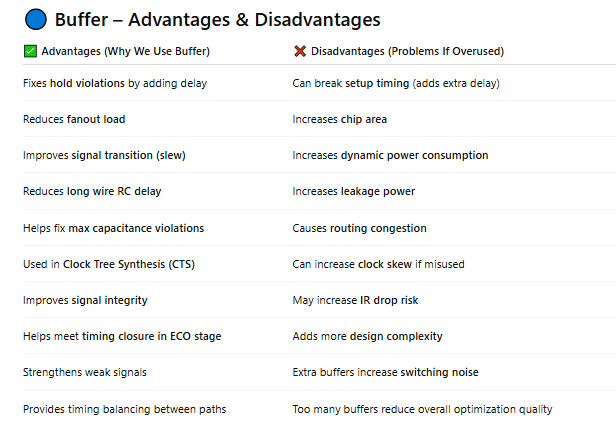 🔵 Buffer – Advantages & Disadvantages
✅ Advantages (Why We Use Buffer) ❌ Disadvantages (Problems If Overused)
Fixes hold violations by adding delay Can break setup timing (adds extra delay)
Reduces fanout load Increases chip area
Improves signal transition (slew) Increases dynamic power consumption
Reduces long wire RC delay Increases leakage power
Helps fix max capacitance violations Causes routing congestion
Used in Clock Tree Synthesis (CTS) Can increase clock skew if misused
Improves signal integrity May increase IR drop risk
Helps meet timing closure in ECO stage Adds more design complexity
Strengthens weak signals Extra buffers increase switching noise
Provides timing balancing between paths Too many buffers reduce overall optimization quality